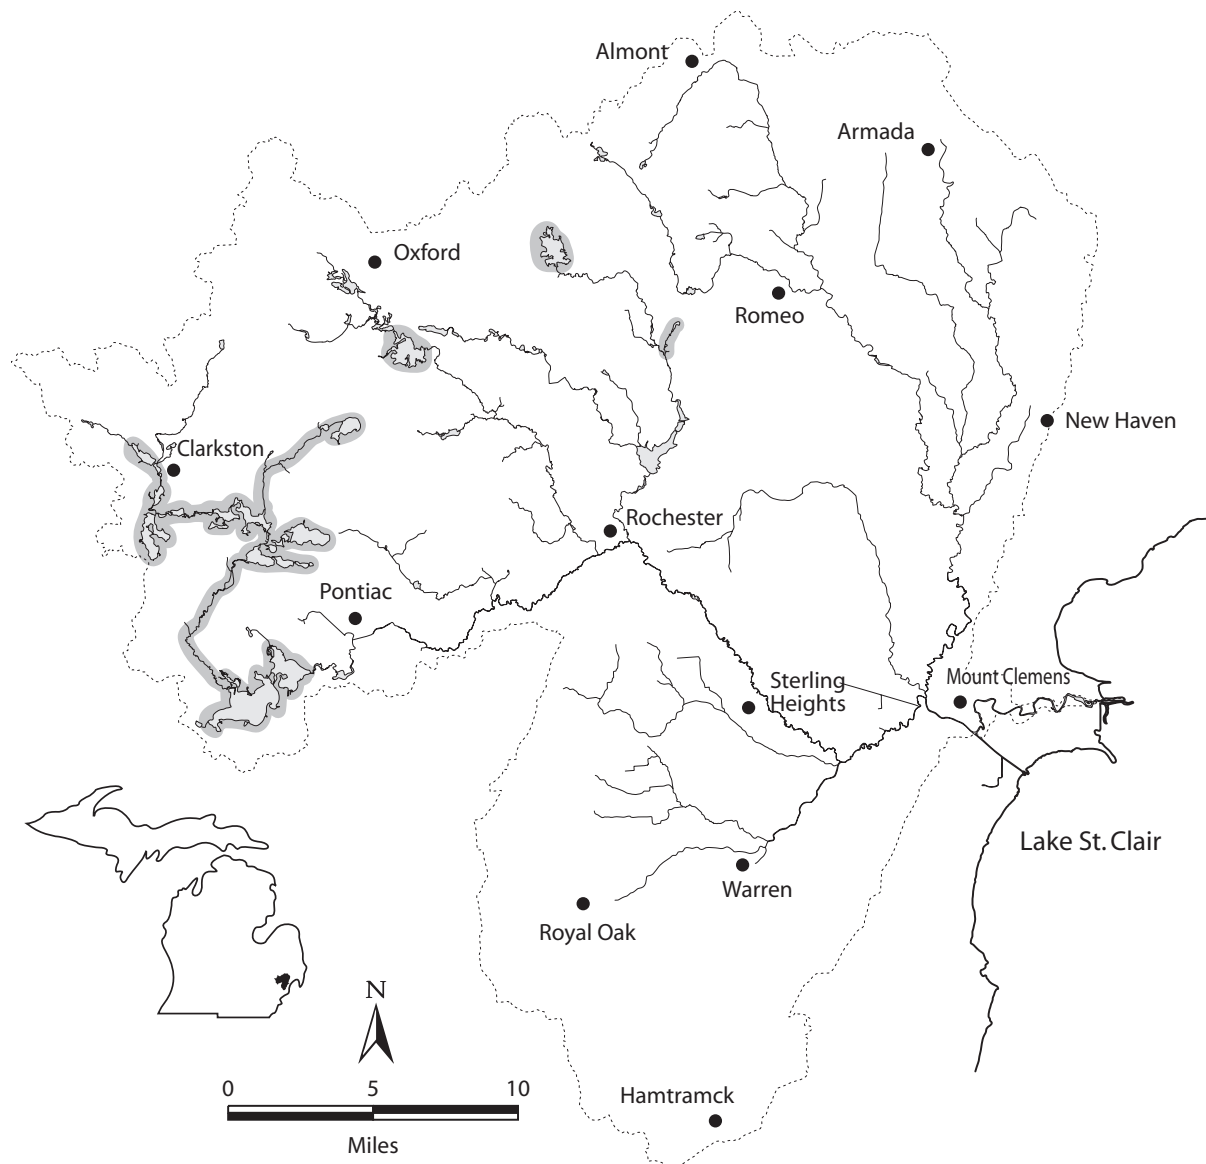 Almont
Armada
Oxford
Romeo
New Haven
Clarkston
Rochester
Pontiac
Mount Clemens
Sterling
Heights
Lake St. Clair
Warren
Royal Oak
N
0 5 10
Hamtramck
Miles